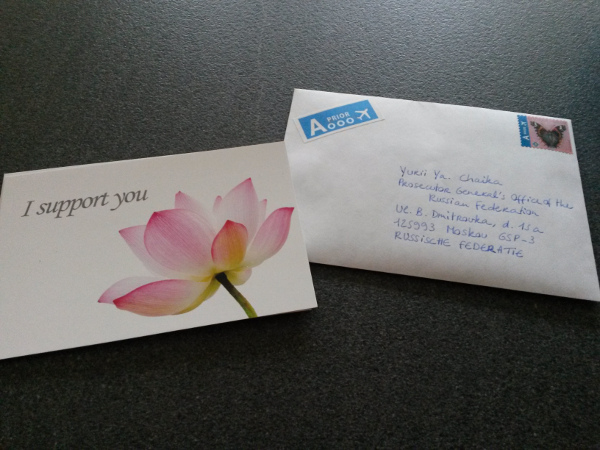 I support you
A PRIOR
Yurii Ya. Chaika
Prosecutor General's Office of the
Russian Federation
Ul. B. Dmitrovka, d. 15a
125993 Moskou GSP-3
RUSSISCHE FEDERATIE